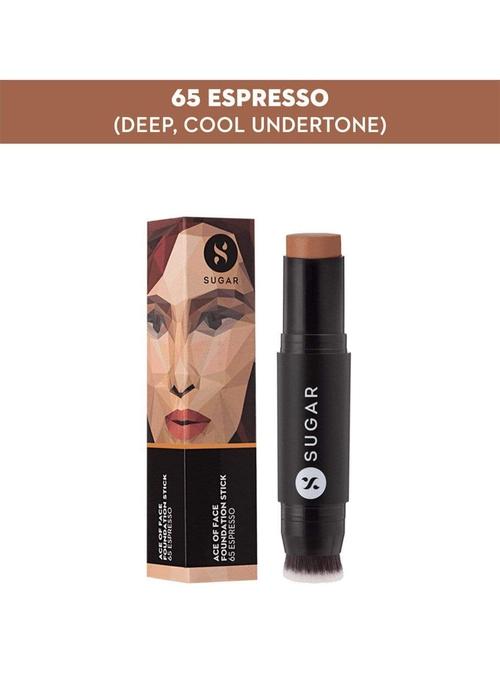 65 ESPRESSO
(DEEP, COOL UNDERTONE)
SUGAR
ACE OF FACE
FOUNDATION STICK
65 ESPRESSO
ACE OF FACE
FOUNDATION STICK
65 ESPRESSO
SUGAR